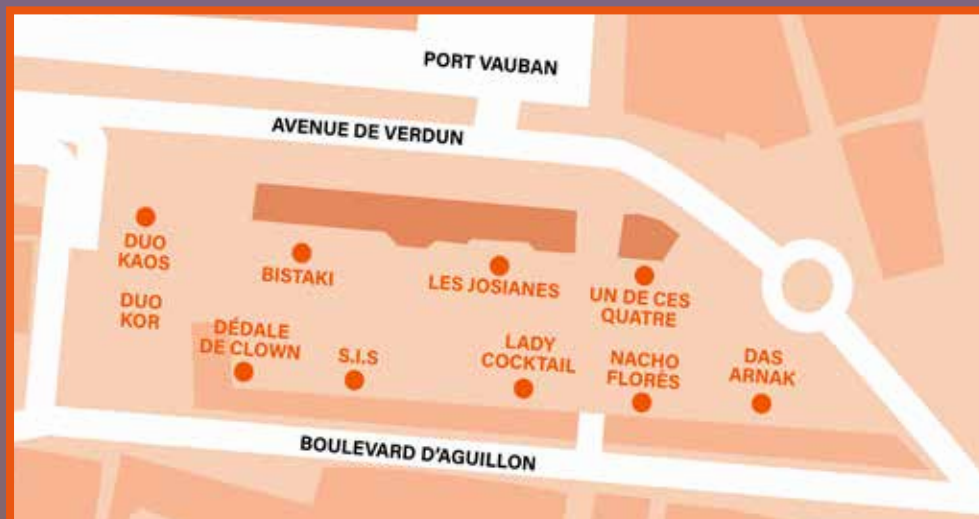 PORT VAUBAN
AVENUE DE VERDUN
DUO
KAOS
DUO
KOR
BISTAKI
LES JOSIANES
UN DE CES
QUATRE
DÉDALE
DE CLOWN
S.I.S
LADY
COCKTAIL
NACHO
FLORÈS
DAS
ARNAK
BOULEVARD D'AGUILLON